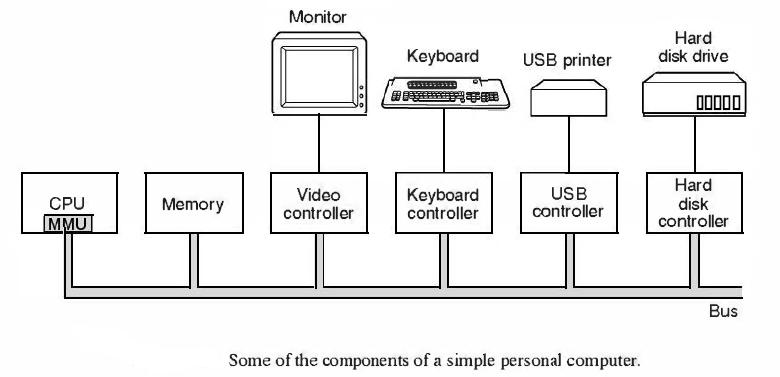 Monitor
Keyboard
USB printer
Hard
disk drive
CPU
MMU
Memory
Video
controller
Keyboard
controller
USB
controller
Hard
disk
controller
Bus
Some of the components of a simple personal computer.